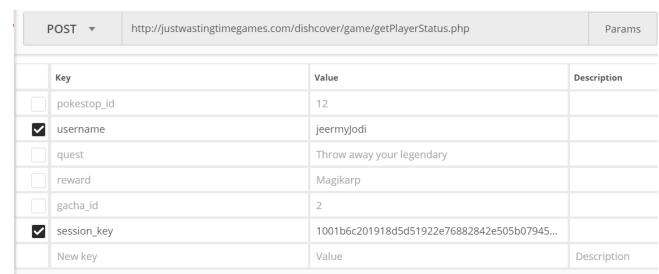 POST http://justwastingtimegames.com/dishcover/game/getPlayerStatus.php Params
Key Value Description
pokestop_id 12
username jeermyJodi
quest Throw away your legendary
reward Magikarp
gacha_id 2
session_key 1001b6c201918d5d51922e76882842e505b07945...
New key Value Description